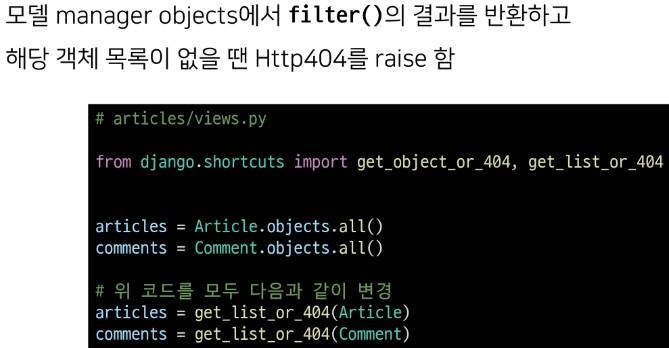 모델 manager objects에서 filter()의 결과를 반환하고
해당 객체 목록이 없을 땐 Http404를 raise 함
# articles/views.py
from django.shortcuts import get_object_or_404, get_list_or_404
articles = Article.objects.all()
comments = Comment.objects.all()
# 위 코드를 모두 다음과 같이 변경
articles = get_list_or_404(Article)
comments = get_list_or_404(Comment)